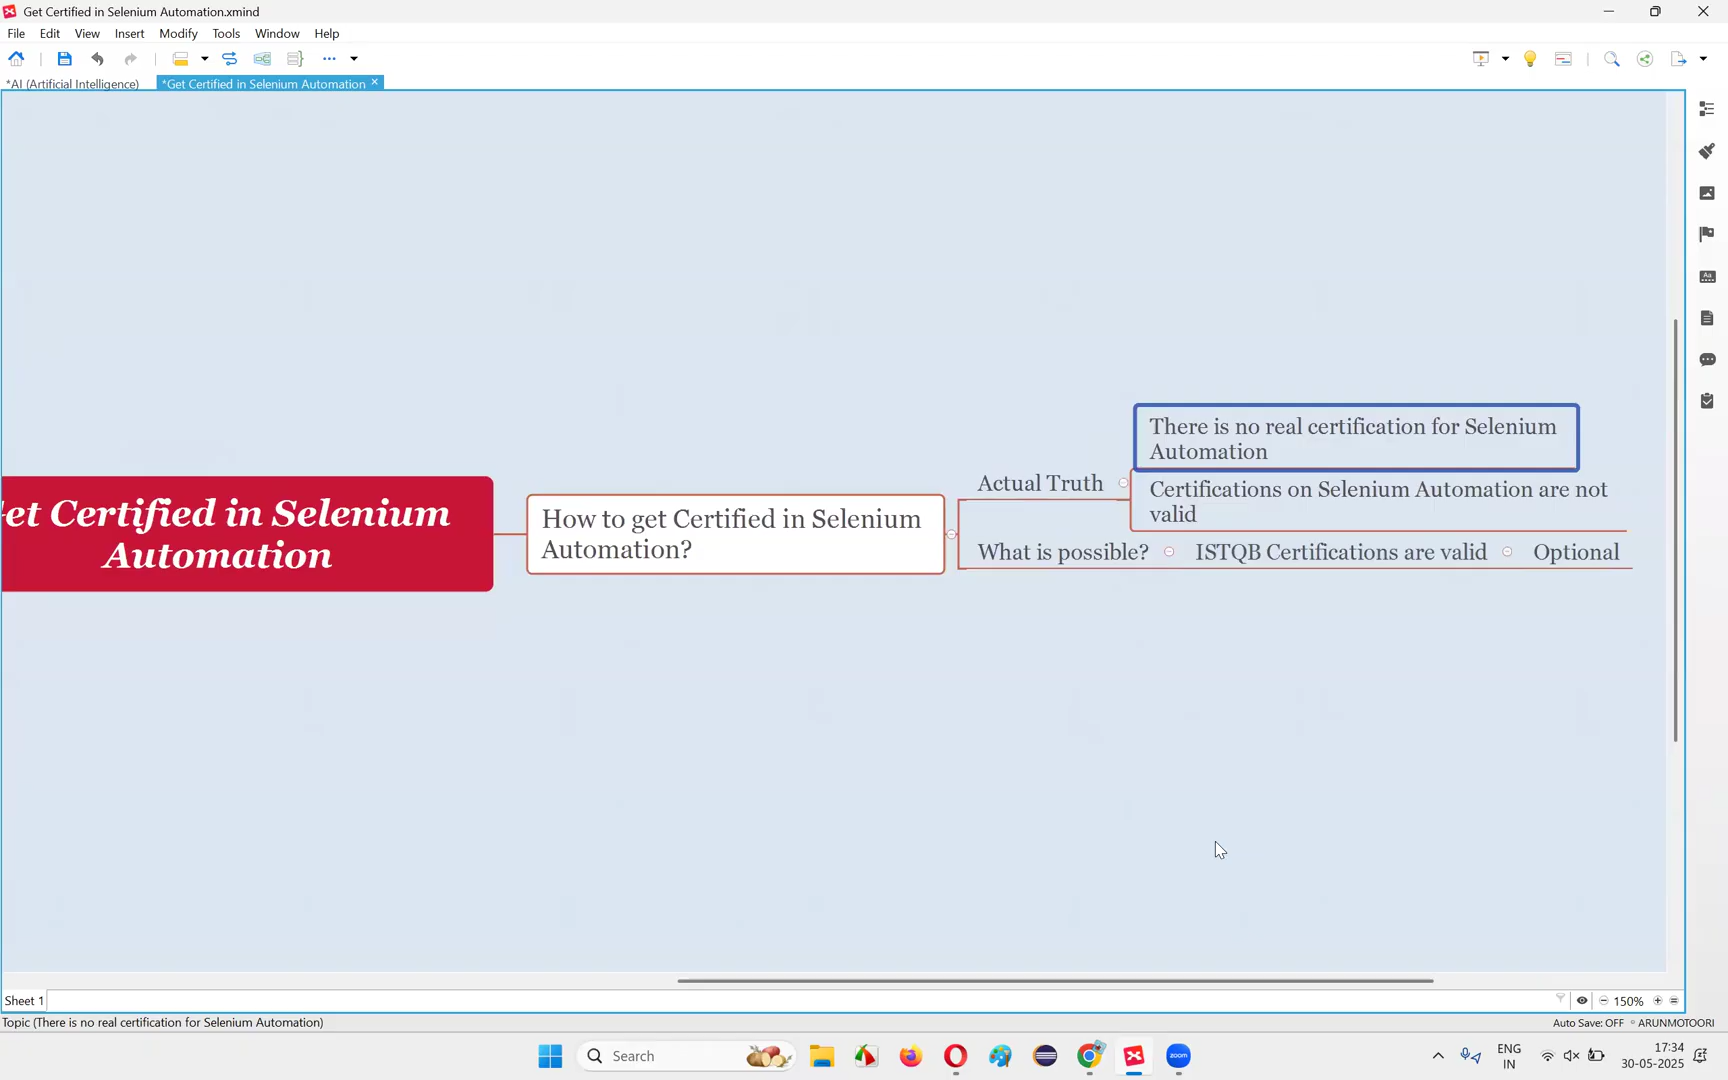 Get Certified in Selenium Automation.xmind
File Edit View Insert Modify Tools Window Help
*AI (Artificial Intelligence) *Get Certified in Selenium Automation
There is no real certification for Selenium
Automation
Actual Truth
Certifications on Selenium Automation are not
valid
et Certified in Selenium
Automation
How to get Certified in Selenium
Automation?
What is possible? ISTQB Certifications are valid Optional
Sheet 1
150%
Topic (There is no real certification for Selenium Automation)
Auto Save: OFF ARUNMOTOORI
Search
zoom
ENG
IN
17:34
30-05-2025